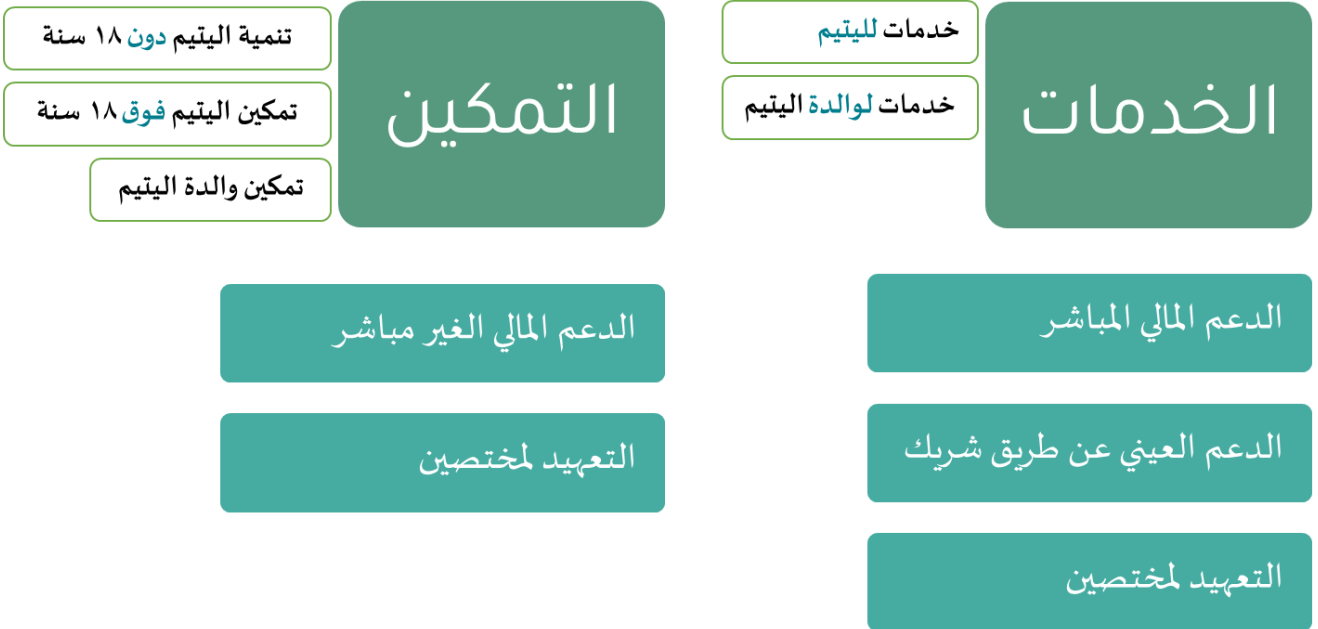 الخدمات
خدمات لليتيم
خدمات لوالدة اليتيم
الدعم المالي المباشر
الدعم العيني عن طريق شريك
التعهيد لمختصين
التمكين
تنمية اليتيم دون ١٨ سنة
تمكين اليتيم فوق ١٨ سنة
تمكين والدة اليتيم
الدعم المالي الغير مباشر
التعهيد لمختصين